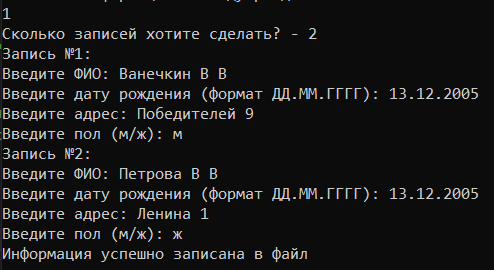 1
Сколько записей хотите сделать? - 2
Запись №1:
Введите ФИО: Ванечкин В В
Введите дату рождения (формат ДД.ММ.ГГГГ): 13.12.2005
Введите адрес: Победителей 9
Введите пол (м/ж): м
Запись №2:
Введите ФИО: Петрова В В
Введите дату рождения (формат ДД.ММ.ГГГГ): 13.12.2005
Введите адрес: Ленина 1
Введите пол (м/ж): ж
Информация успешно записана в файл